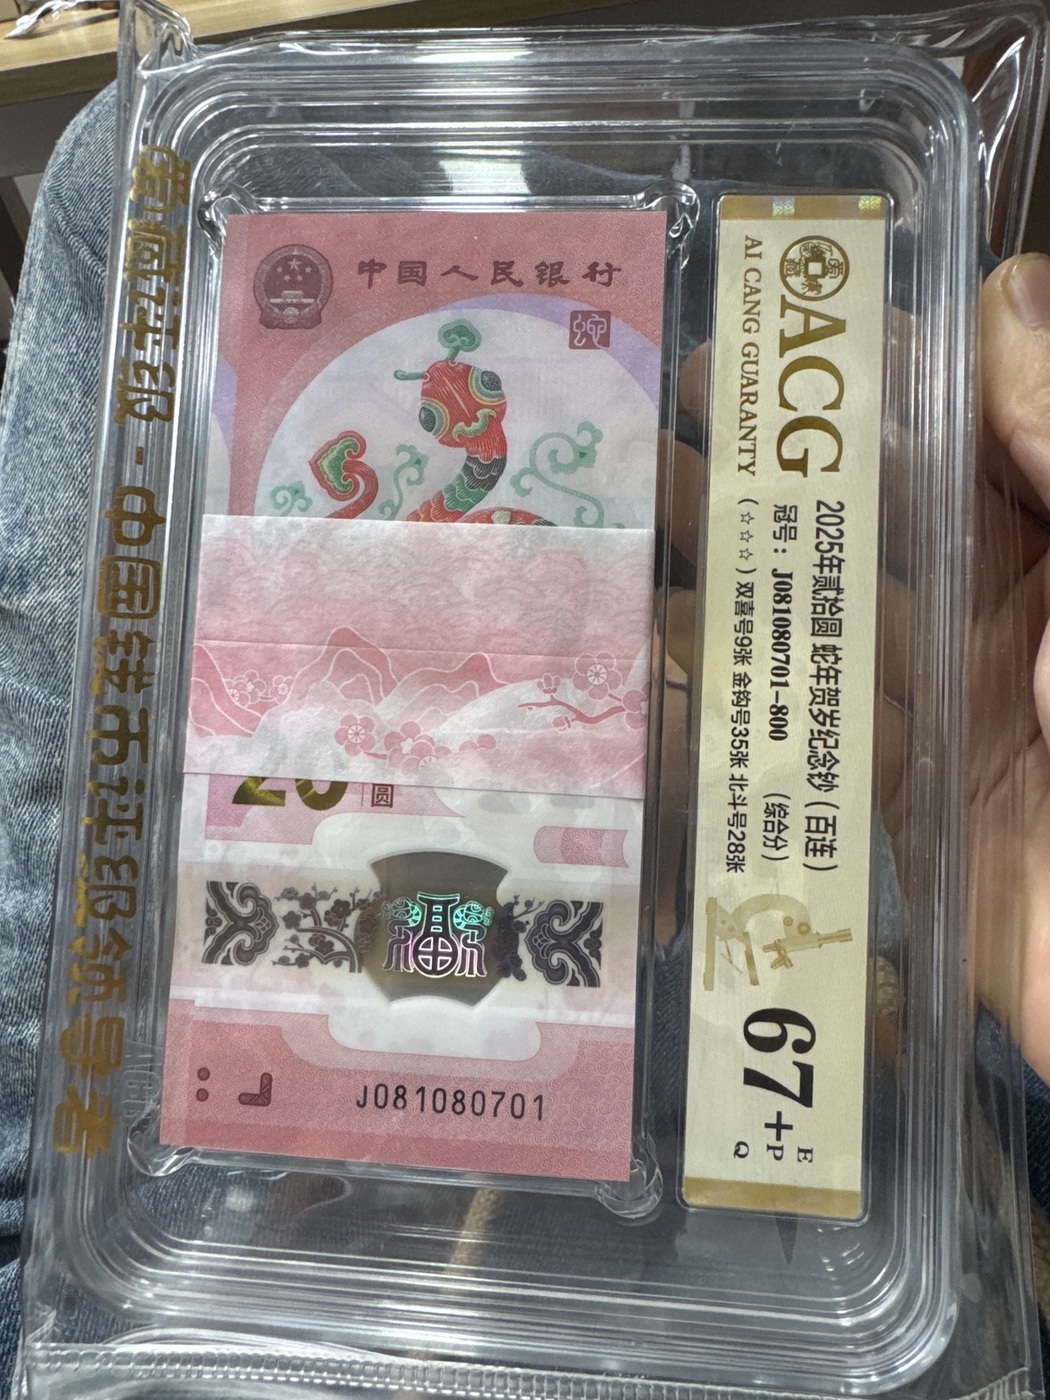 爱藏评级 - 中国钱币评级领导者
中国人民银行
蛇
20
圆
J081080701
ACG
AI CANG GUARANTY
2025年贰拾圆 蛇年贺岁纪念钞（百连）
冠号：J081080701-800 （综合分）
（☆☆☆）双喜号9张 金钩号35张 北斗号28张
67+
E
P
Q